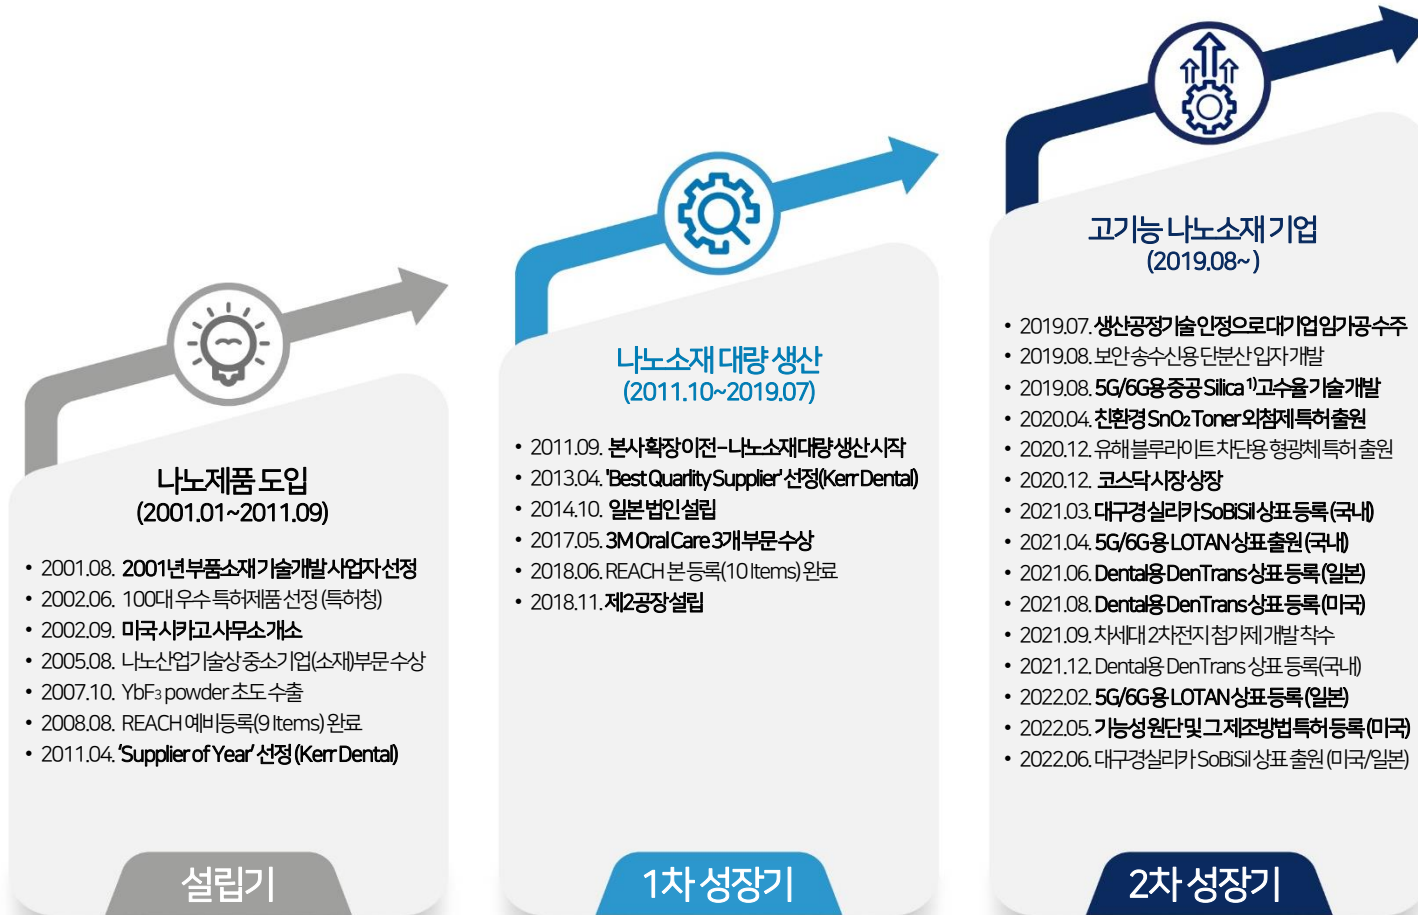 나노제품 도입
(2001.01~2011.09)
• 2001.08. 2001년 부품소재 기술개발 사업자 선정
• 2002.06. 100대 우수 특허제품 선정 (특허청)
• 2002.09. 미국 시카고 사무소 개소
• 2005.08. 나노산업기술상 중소기업(소재)부문 수상
• 2007.10. YbF₃ powder 초도 수출
• 2008.08. REACH 예비등록(9 Items) 완료
• 2011.04. ‘Supplier of Year’ 선정 (Kerr Dental)
설립기
나노소재 대량 생산
(2011.10~2019.07)
• 2011.09. 본사 확장 이전 – 나노소재 대량 생산 시작
• 2013.04. 'Best Quarlity Supplier' 선정(Kerr Dental)
• 2014.10. 일본 법인 설립
• 2017.05. 3M Oral Care 3개 부문 수상
• 2018.06. REACH 본 등록(10 Items) 완료
• 2018.11. 제2공장 설립
1차 성장기
고기능 나노소재 기업
(2019.08~ )
• 2019.07. 생산공정기술 인정으로 대기업 임가공 수주
• 2019.08. 보안 송수신용 단분산 입자 개발
• 2019.08. 5G/6G용 중공 Silica ¹⁾고수율 기술 개발
• 2020.04. 친환경 SnO₂ Toner 외첨제 특허 출원
• 2020.12. 유해 블루라이트 차단용 형광체 특허 출원
• 2020.12. 코스닥 시장 상장
• 2021.03. 대구경 실리카 SoBiSil 상표 등록 (국내)
• 2021.04. 5G/6G용 LOTAN 상표 출원 (국내)
• 2021.06. Dental용 DenTrans 상표 등록 (일본)
• 2021.08. Dental용 DenTrans 상표 등록 (미국)
• 2021.09. 차세대 2차전지 첨가제 개발 착수
• 2021.12. Dental용 DenTrans 상표 등록(국내)
• 2022.02. 5G/6G용 LOTAN 상표 등록 (일본)
• 2022.05. 기능성 원단 및 그 제조방법 특허 등록 (미국)
• 2022.06. 대구경실리카 SoBiSil 상표 출원 (미국/일본)
2차 성장기